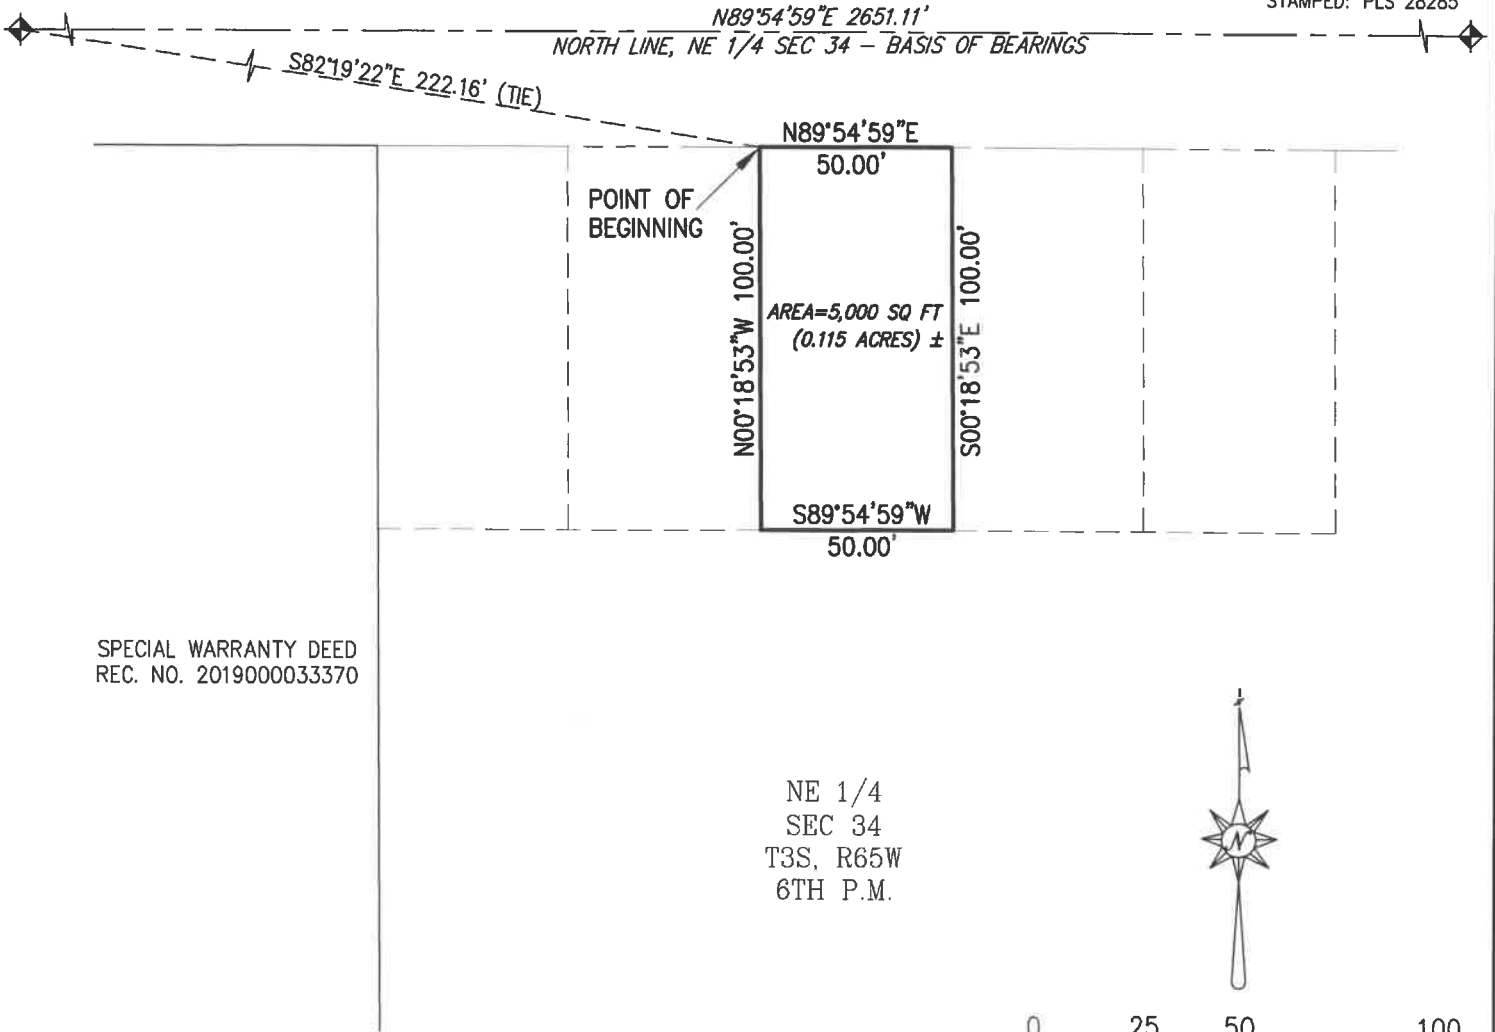 STAMPED: PLS 28285
N89°54'59"E 2651.11'
NORTH LINE, NE 1/4 SEC 34 – BASIS OF BEARINGS
S82°19'22"E 222.16' (TIE)
N89°54'59"E
50.00'
POINT OF
BEGINNING
N00°18'53"W 100.00'
AREA=5,000 SQ FT
(0.115 ACRES) ±
S00°18'53"E 100.00'
S89°54'59"W
50.00'
SPECIAL WARRANTY DEED
REC. NO. 2019000033370
NE 1/4
SEC 34
T3S, R65W
6TH P.M.
N
0 25 50 100